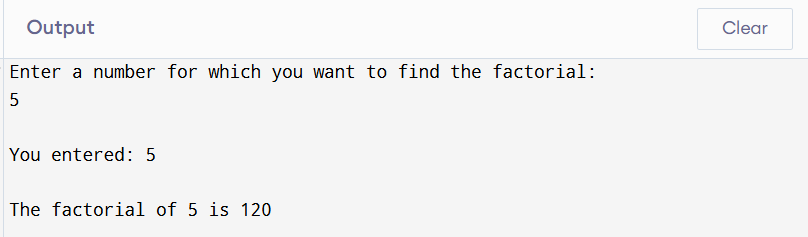 Output
Clear
Enter a number for which you want to find the factorial:
5
You entered: 5
The factorial of 5 is 120